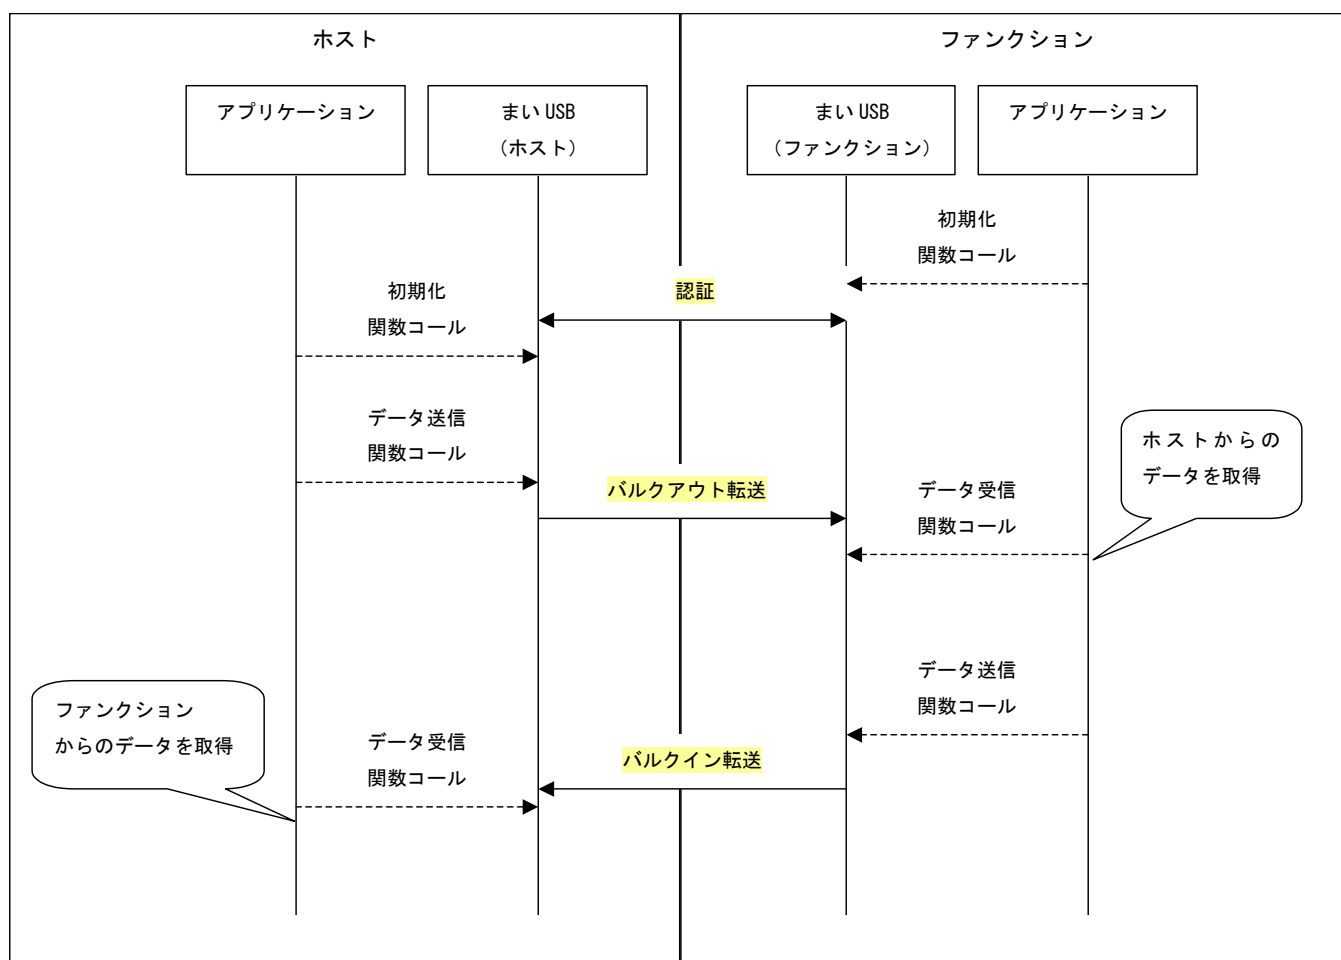 ホスト
ファンクション
アプリケーション
まい USB
（ホスト）
まい USB
（ファンクション）
アプリケーション
初期化
関数コール
認証
初期化
関数コール
データ送信
関数コール
ホストからの
データを取得
バルクアウト転送
データ受信
関数コール
データ送信
関数コール
ファンクション
からのデータを取得
データ受信
関数コール
バルクイン転送